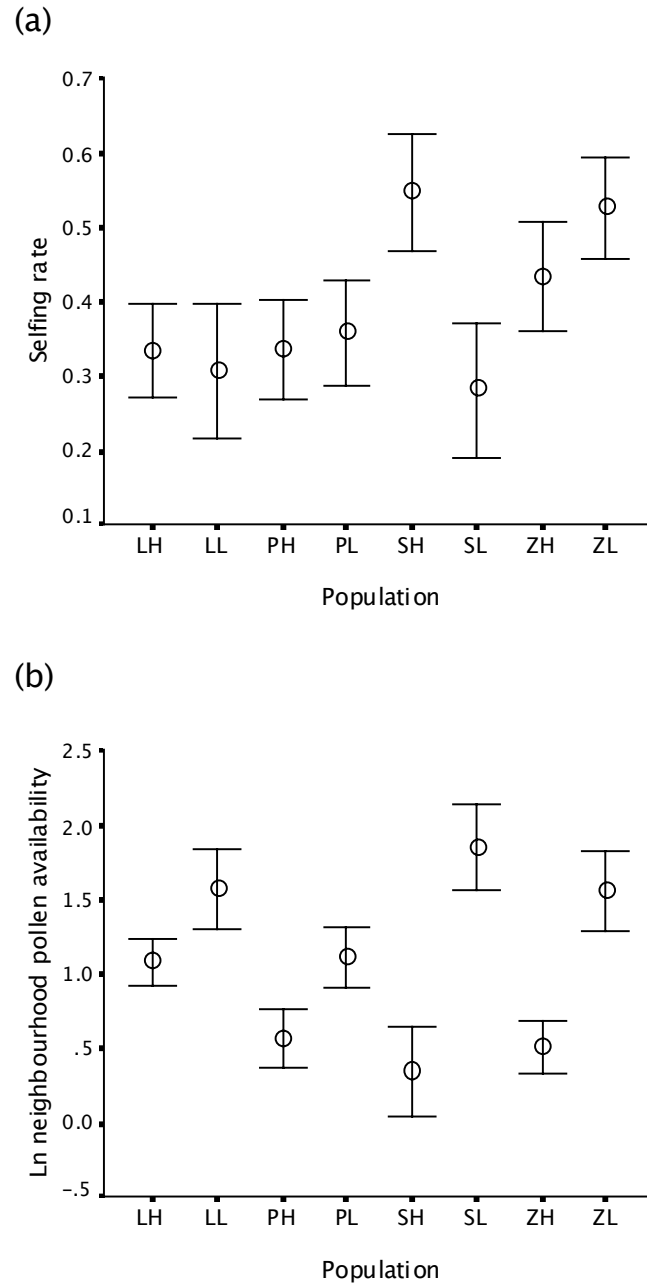 (a)
0.7
0.6
0.5
0.4
0.3
0.2
0.1
Selfing rate
LH LL PH PL SH SL ZH ZL
Population
(b)
2.5
2.0
1.5
1.0
.5
0.0
-.5
Ln neighbourhood pollen availability
LH LL PH PL SH SL ZH ZL
Population